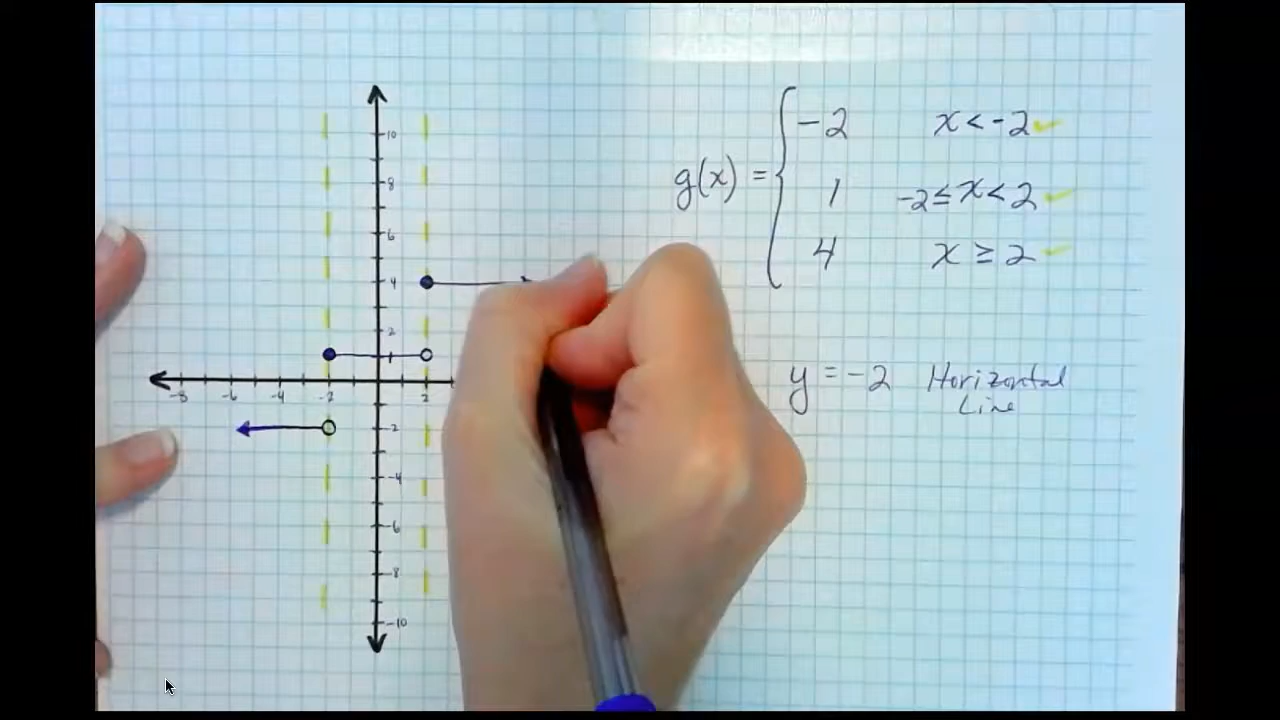 g(x) = { -2 x < -2
1 -2 ≤ x < 2
4 x ≥ 2
y = -2 Horizontal
Line
10
8
6
4
2
-8 -6 -4 -2 2
-2
-4
-6
-8
-10